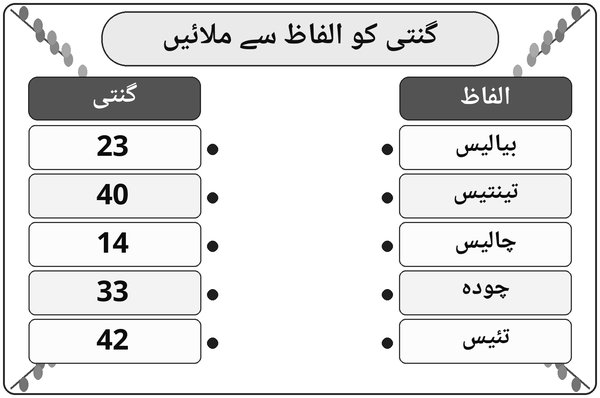 گنتی کو الفاظ سے ملائیں
الفاظ
گنتی
بیالیس
23
تینتیس
40
چالیس
14
چودہ
33
تئیس
42